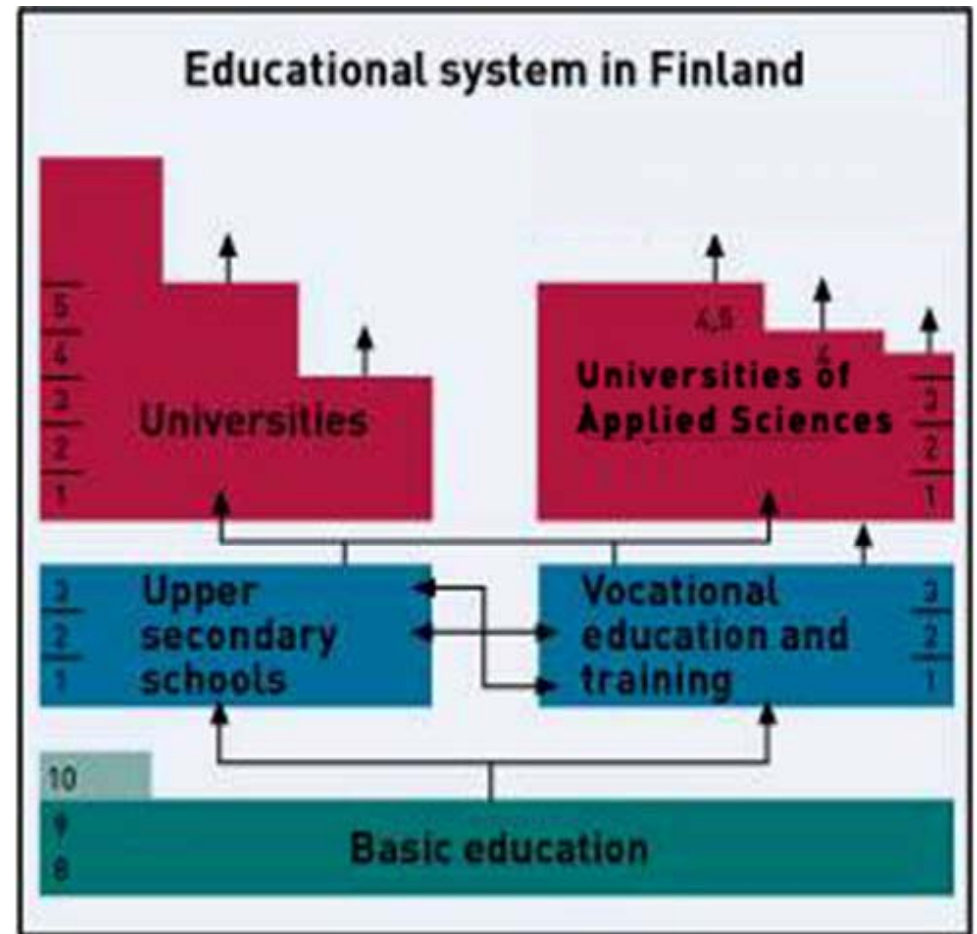 Educational system in Finland
5
4
3
2
1
Universities
4,5
4
Universities of
Applied Sciences
3
2
1
3
2
1
Upper
secondary
schools
Vocational
education and
training
3
2
1
10
9
8
Basic education